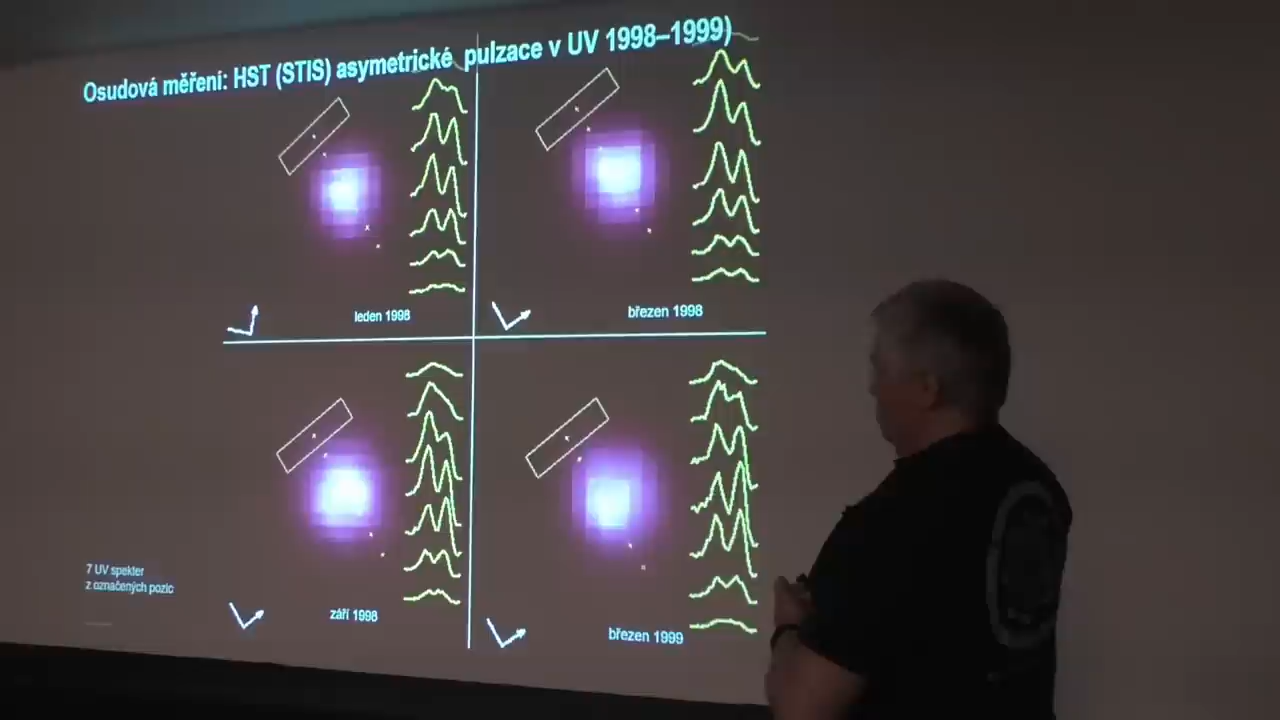 Osudová měření: HST (STIS) asymetrické pulzace v UV 1998–1999)
leden 1998
březen 1998
září 1998
březen 1999
7 UV spekter
z označených pozic